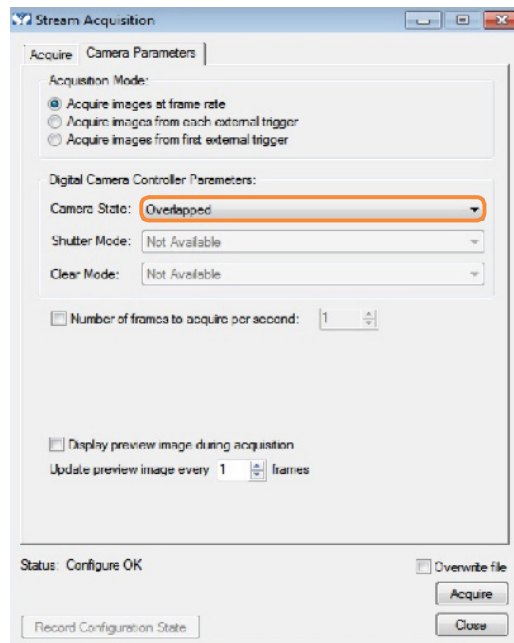 Stream Acquisition
Acquire Camera Parameters
Acquisition Mode:
Acquire images at frame rate
Acquire images from each external trigger
Acquire images from first external trigger
Digital Camera Controller Parameters:
Camera State: Overlapped
Shutter Mode: Not Available
Clear Mode: Not Available
Number of frames to acquire per second: 1
Display preview image during acquisition
Update preview image every 1 frames
Status: Configure OK
Overwrite file
Acquire
Record Configuration State
Close